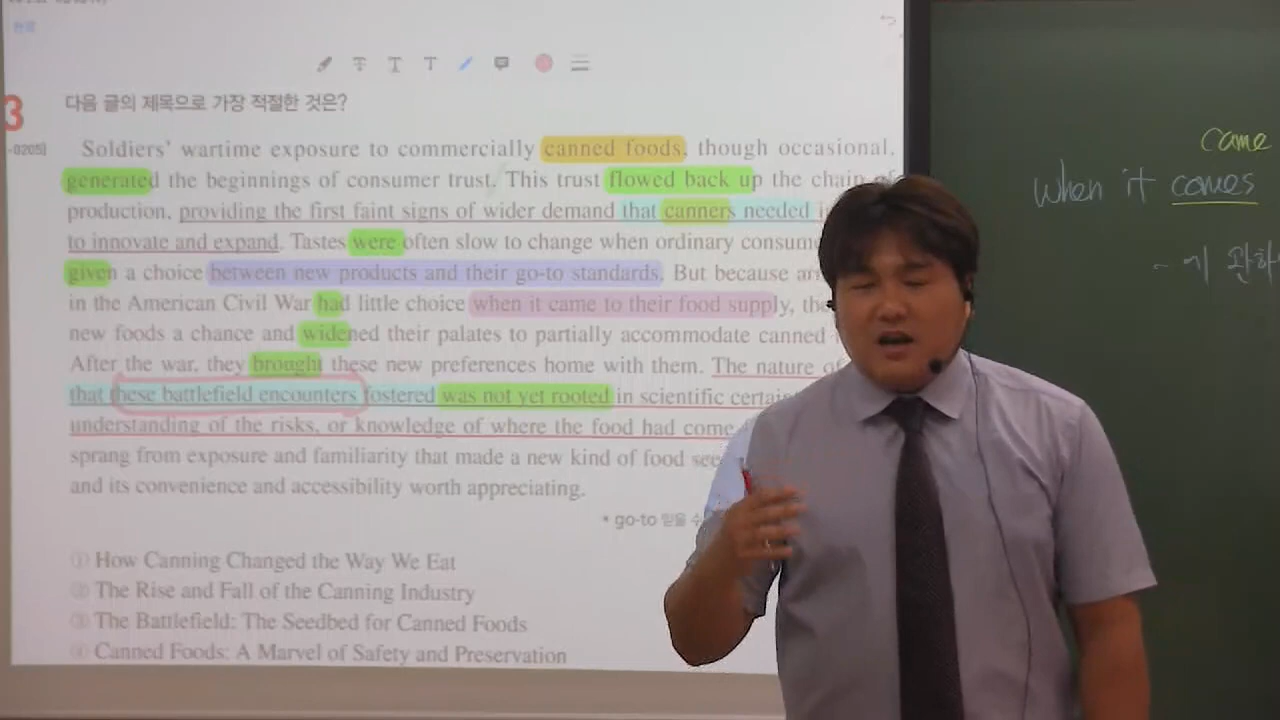 완료
3 다음 글의 제목으로 가장 적절한 것은?
-0205]
Soldiers' wartime exposure to commercially canned foods, though occasional,
generated the beginnings of consumer trust. This trust flowed back up the chain of
production, providing the first faint signs of wider demand that canners needed
to innovate and expand. Tastes were often slow to change when ordinary
given a choice between new products and their go-to standards. But because
in the American Civil War had little choice when it came to their food supply,
new foods a chance and widened their palates to partially accommodate canned
After the war, they brought these new preferences home with them. The nature of
that these battlefield encounters fostered was not yet rooted in scientific
understanding of the risks, or knowledge of where the food had come
sprang from exposure and familiarity that made a new kind of food
and its convenience and accessibility worth appreciating.
* go-to 믿을
① How Canning Changed the Way We Eat
② The Rise and Fall of the Canning Industry
③ The Battlefield: The Seedbed for Canned Foods
④ Canned Foods: A Marvel of Safety and Preservation
came
when it comes
- 에